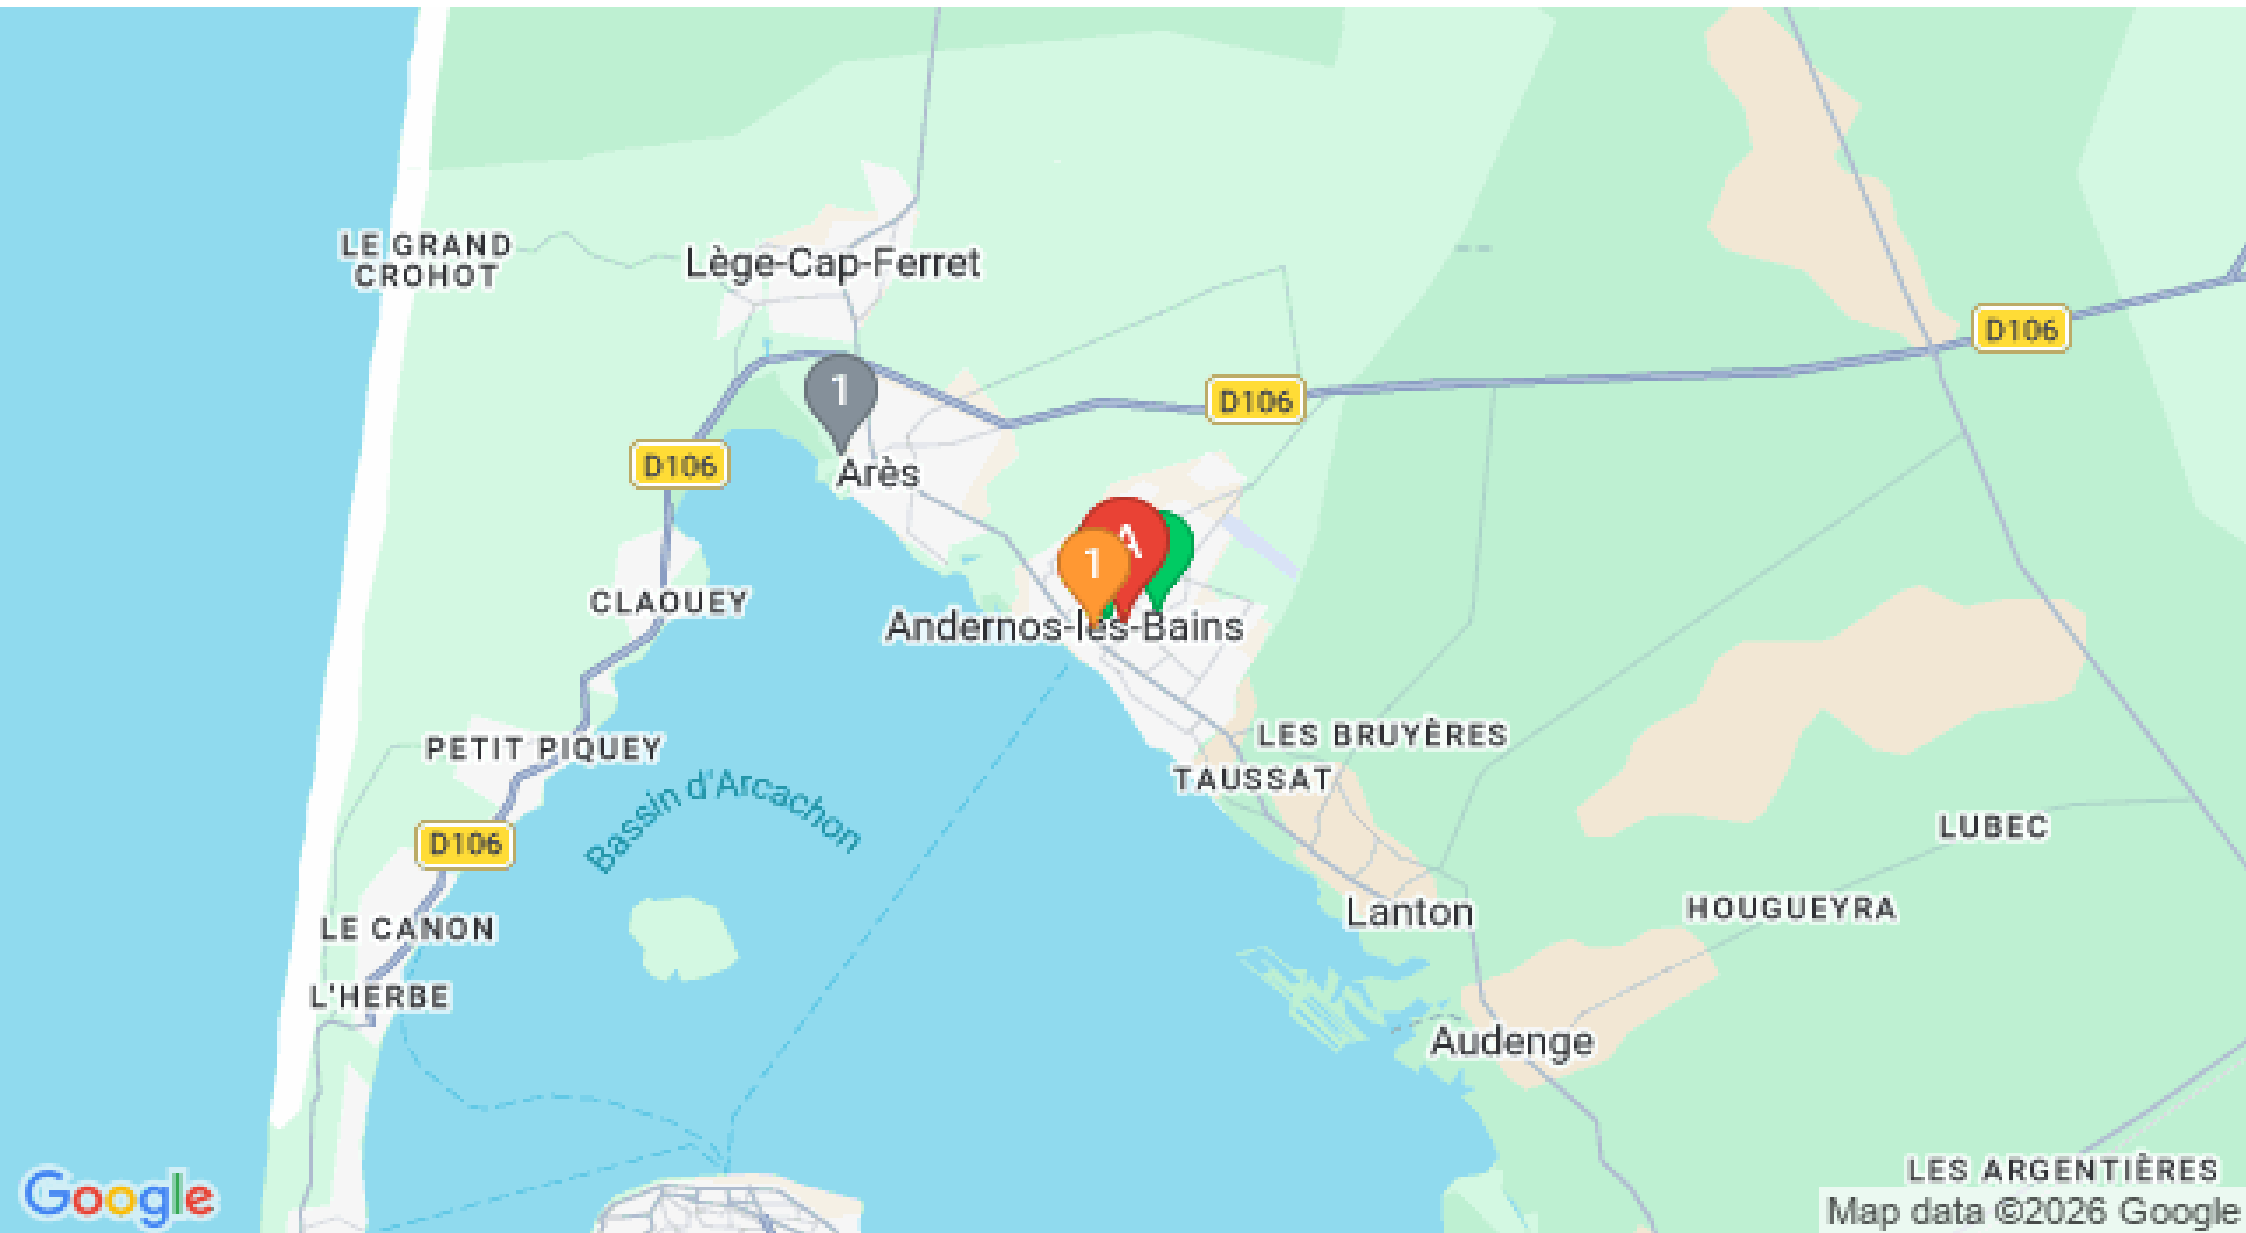 LE GRAND
CROHOT
Lège-Cap-Ferret
D106
D106
1
D106
Arès
A
1
CLAOUEY
Andernos-les-Bains
LES BRUYÈRES
PETIT PIQUEY
TAUSSAT
Bassin d'Arcachon
LUBEC
D106
Lanton
HOUGUEYRA
LE CANON
L'HERBE
Audenge
LES ARGENTIÈRES
Google
Map data ©2026 Google